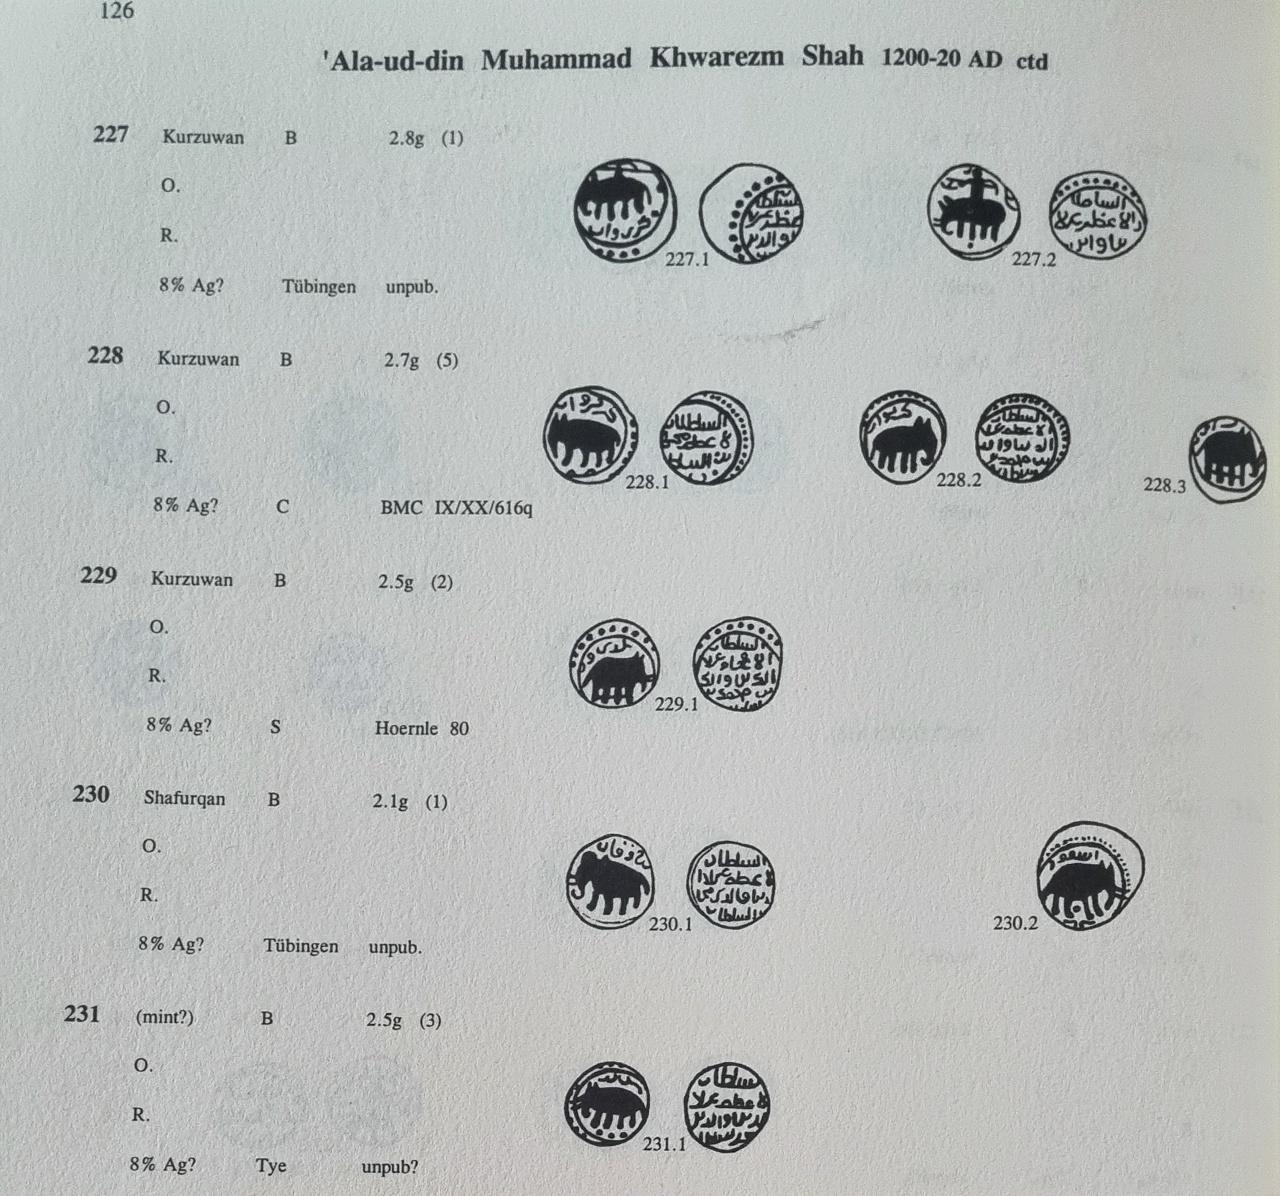 126
'Ala-ud-din Muhammad Khwarezm Shah 1200-20 AD ctd
227 Kurzuwan B 2.8g (1)
O.
R.
227.1 227.2
8% Ag? Tübingen unpub.
228 Kurzuwan B 2.7g (5)
O.
R.
228.1 228.2 228.3
8% Ag? C BMC IX/XX/616q
229 Kurzuwan B 2.5g (2)
O.
R.
229.1
8% Ag? S Hoernle 80
230 Shafurqan B 2.1g (1)
O.
R.
230.1 230.2
8% Ag? Tübingen unpub.
231 (mint?) B 2.5g (3)
O.
R.
231.1
8% Ag? Tye unpub?